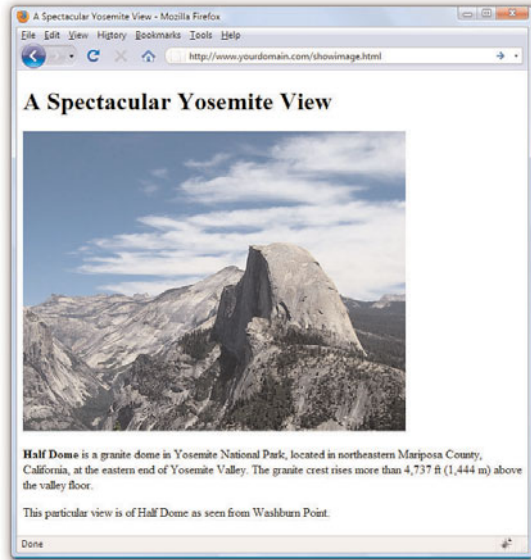 A Spectacular Yosemite View - Mozilla Firefox
File Edit View History Bookmarks Tools Help
http://www.yourdomain.com/showimage.html
A Spectacular Yosemite View
Half Dome is a granite dome in Yosemite National Park, located in northeastern Mariposa County,
California, at the eastern end of Yosemite Valley. The granite crest rises more than 4,737 ft (1,444 m) above
the valley floor.
This particular view is of Half Dome as seen from Washburn Point.
Done